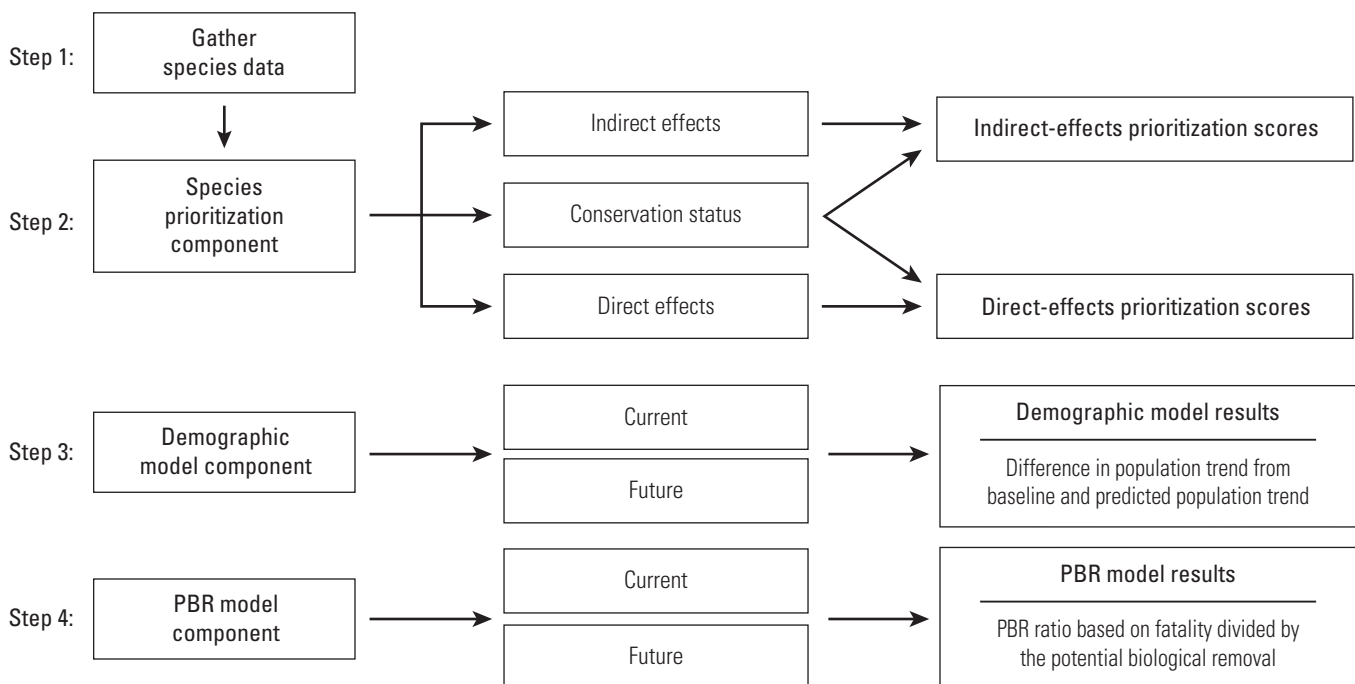 Step 1:
Gather
species data
Step 2:
Species
prioritization
component
Indirect effects
Conservation status
Direct effects
Indirect-effects prioritization scores
Direct-effects prioritization scores
Step 3:
Demographic
model component
Current
Future
Demographic model results
Difference in population trend from
baseline and predicted population trend
Step 4:
PBR model
component
Current
Future
PBR model results
PBR ratio based on fatality divided by
the potential biological removal